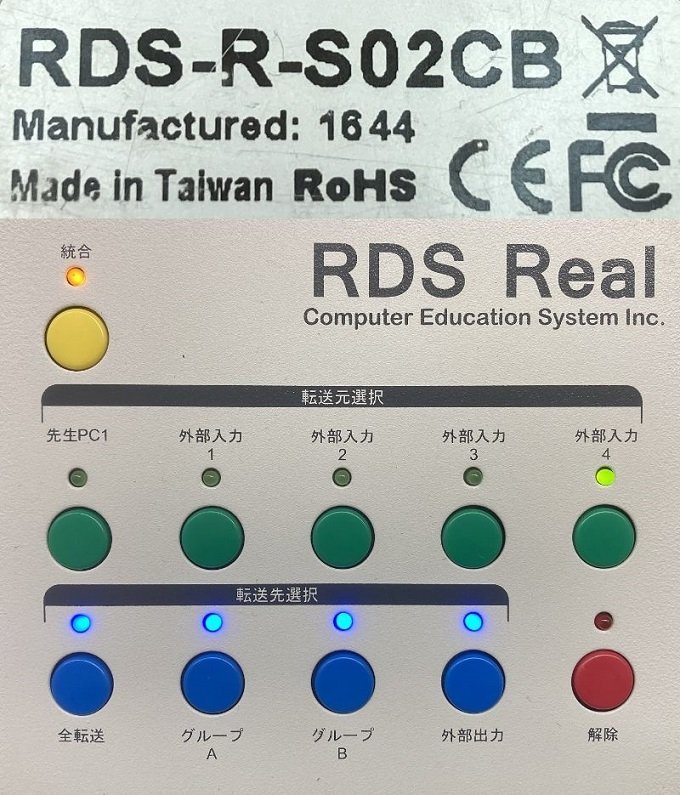 RDS-R-S02CB
Manufactured: 1644
Made in Taiwan RoHS CE FC
統合
RDS Real
Computer Education System Inc.
転送元選択
先生PC1 外部入力 外部入力 外部入力 外部入力
1 2 3 4
転送先選択
全転送 グループ グループ 外部出力 解除
A B